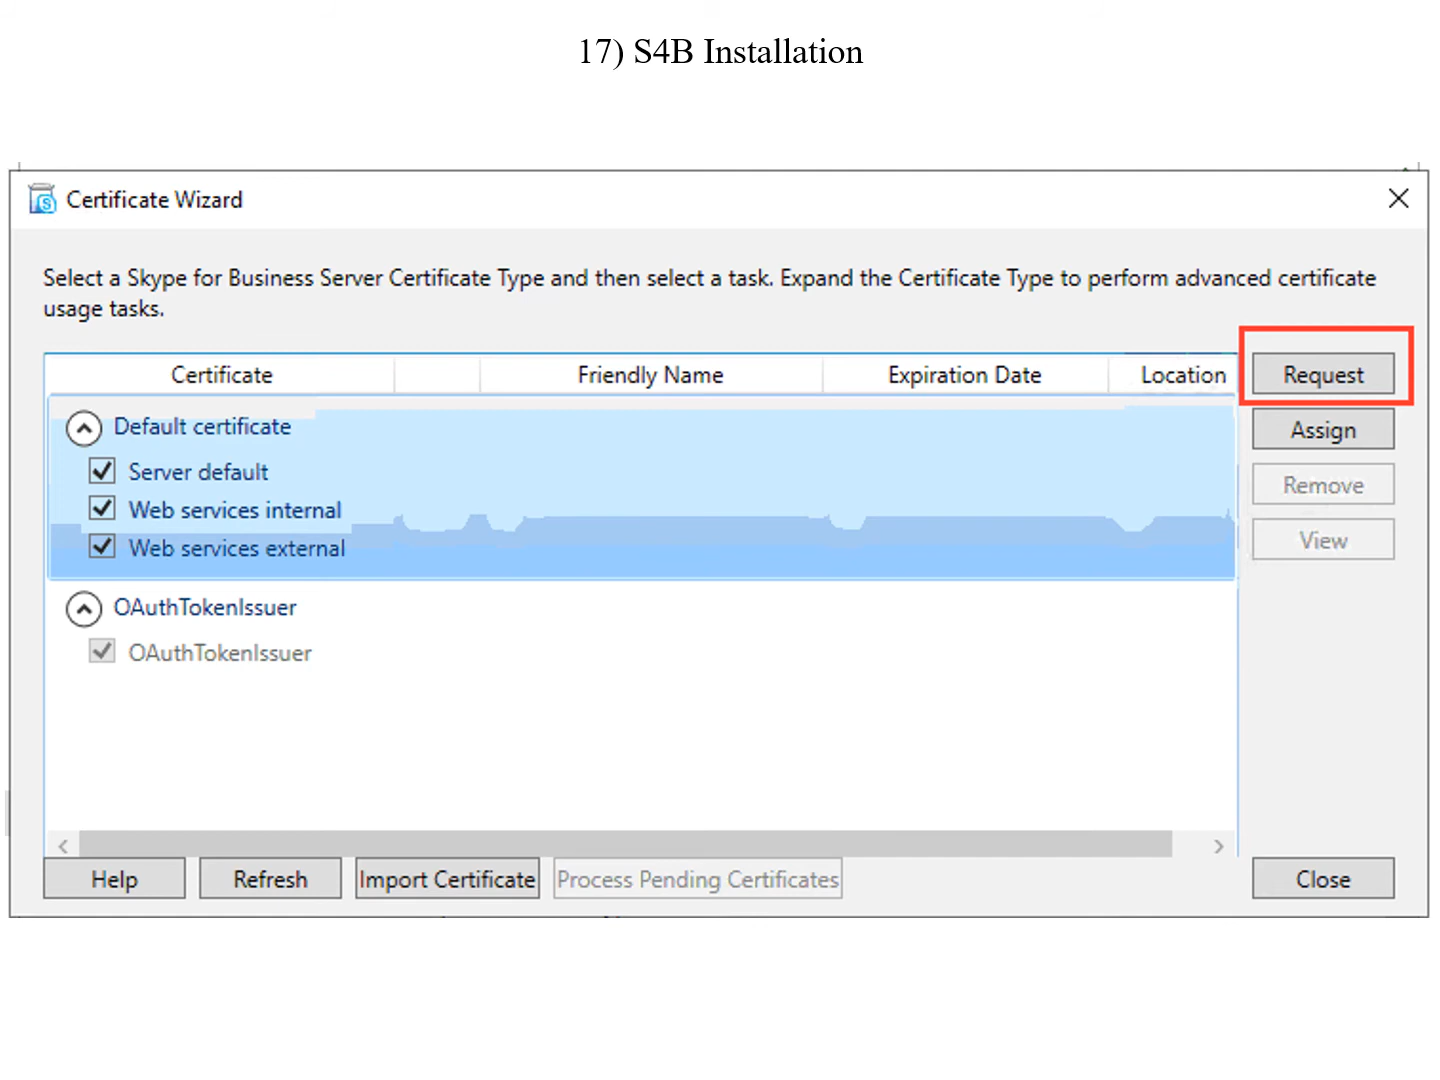 17) S4B Installation
Certificate Wizard
Select a Skype for Business Server Certificate Type and then select a task. Expand the Certificate Type to perform advanced certificate
usage tasks.
Certificate Friendly Name Expiration Date Location
Request
Default certificate
Assign
Server default
Remove
Web services internal
View
Web services external
OAuthTokenIssuer
OAuthTokenIssuer
Help Refresh Import Certificate Process Pending Certificates Close